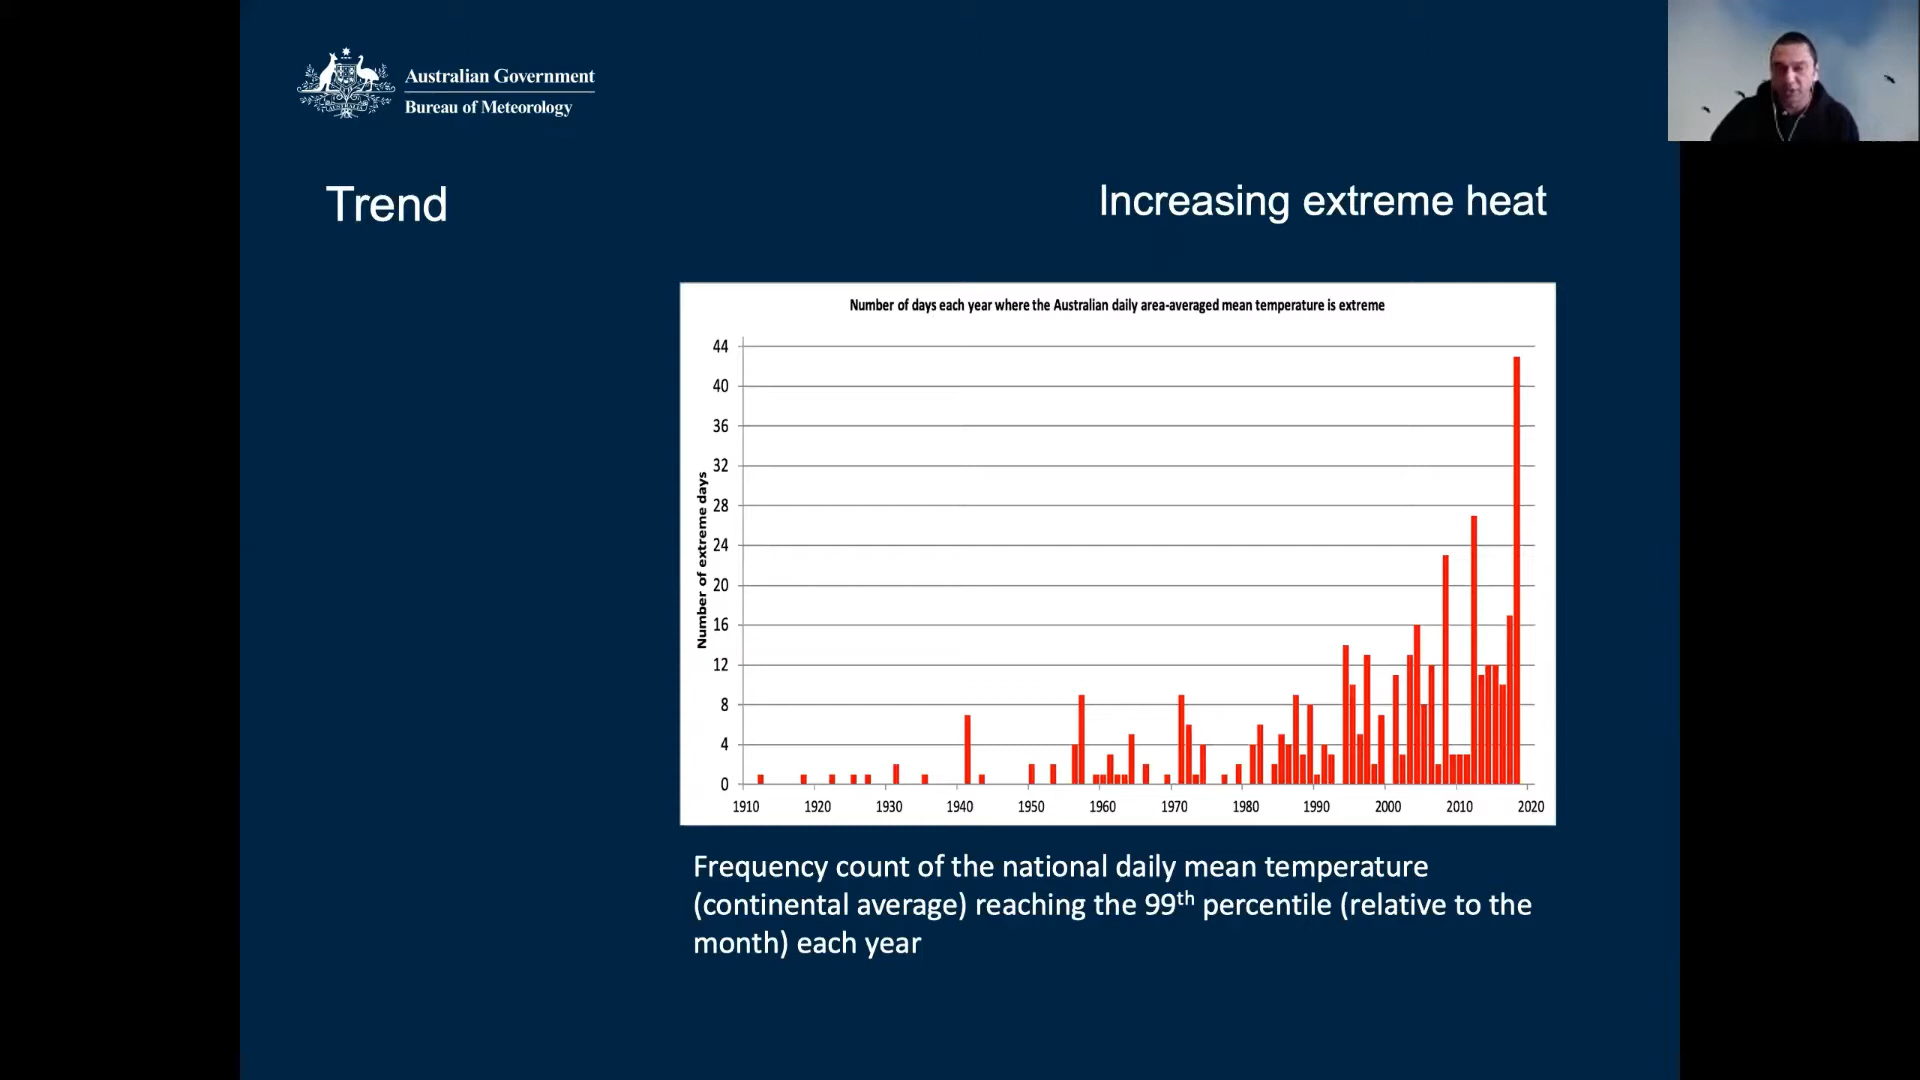 Australian Government
Bureau of Meteorology
Trend
Increasing extreme heat
Number of days each year where the Australian daily area-averaged mean temperature is extreme
Number of extreme days
44
40
36
32
28
24
20
16
12
8
4
0
1910 1920 1930 1940 1950 1960 1970 1980 1990 2000 2010 2020
Frequency count of the national daily mean temperature
(continental average) reaching the 99th percentile (relative to the
month) each year